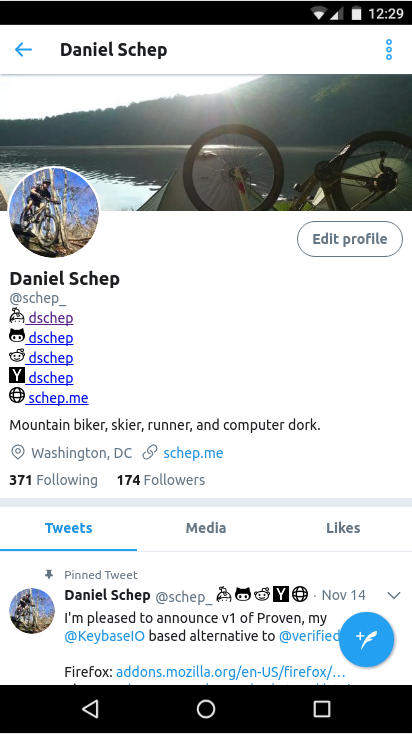 12:29
Daniel Schep
Edit profile
Daniel Schep
@schep_
dschep
dschep
dschep
Y dschep
schep.me
Mountain biker, skier, runner, and computer dork.
Washington, DC schep.me
371 Following 174 Followers
Tweets Media Likes
Pinned Tweet
Daniel Schep @schep_ Y · Nov 14
I'm pleased to announce v1 of Proven, my
@KeybaseIO based alternative to @verified
Firefox: addons.mozilla.org/en-US/firefox/…